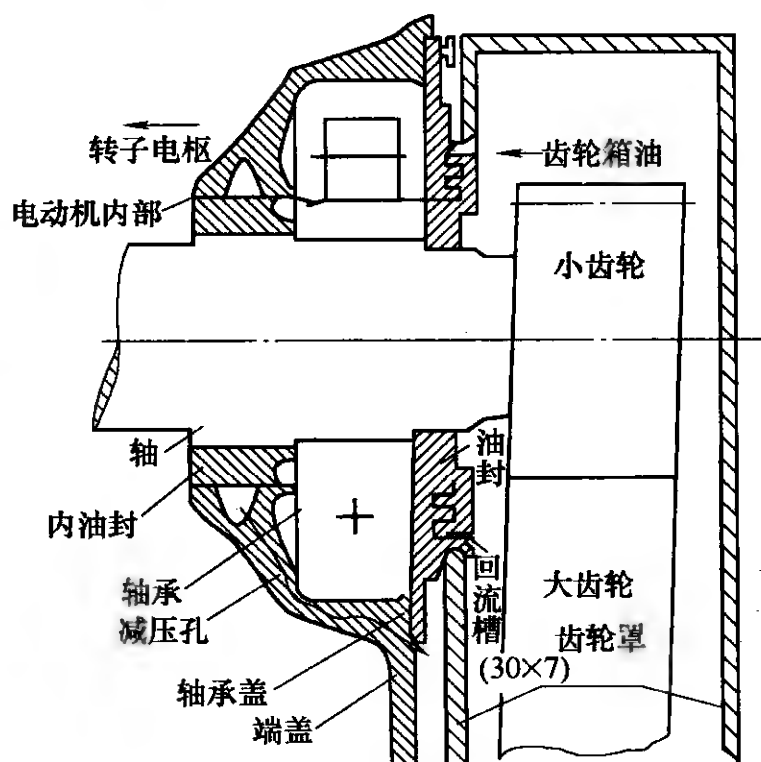 转子电枢
齿轮箱油
电动机内部
小齿轮
轴
油封
内油封
轴承
回流槽
(30×7)
大齿轮
减压孔
齿轮罩
轴承盖
端盖